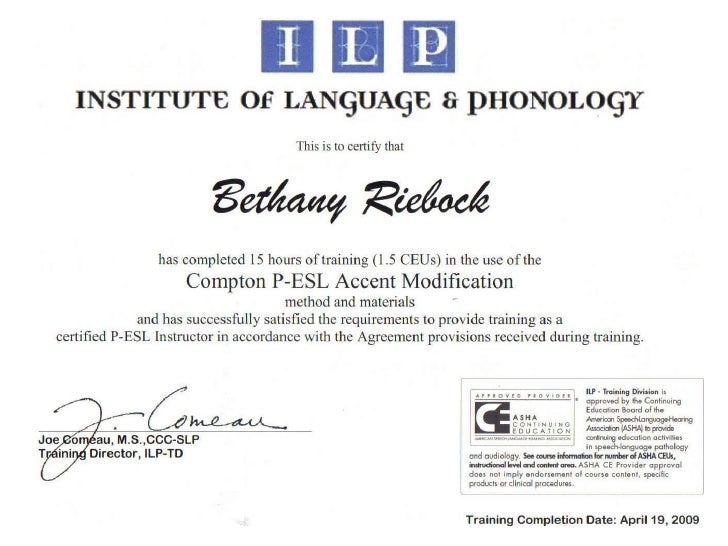 I L P
INSTITUTE OF LANGUAGE & PHONOLOGY
This is to certify that
Bethany Riebock
has completed 15 hours of training (1.5 CEUs) in the use of the
Compton P-ESL Accent Modification
method and materials
and has successfully satisfied the requirements to provide training as a
certified P-ESL Instructor in accordance with the Agreement provisions received during training.
J. Comeau
Joe Comeau, M.S.,CCC-SLP
Training Director, ILP-TD
APPROVED PROVIDER
CE ASHA
CONTINUING
EDUCATION
AMERICAN SPEECH-LANGUAGE-HEARING ASSOCIATION
ILP - Training Division is
approved by the Continuing
Education Board of the
American Speech-Language-Hearing
Association (ASHA) to provide
continuing education activities
in speech-language pathology
and audiology. See course information for number of ASHA CEUs,
instructional level and content area. ASHA CE Provider approval
does not imply endorsement of course content, specific
products or clinical procedures.
Training Completion Date: April 19, 2009